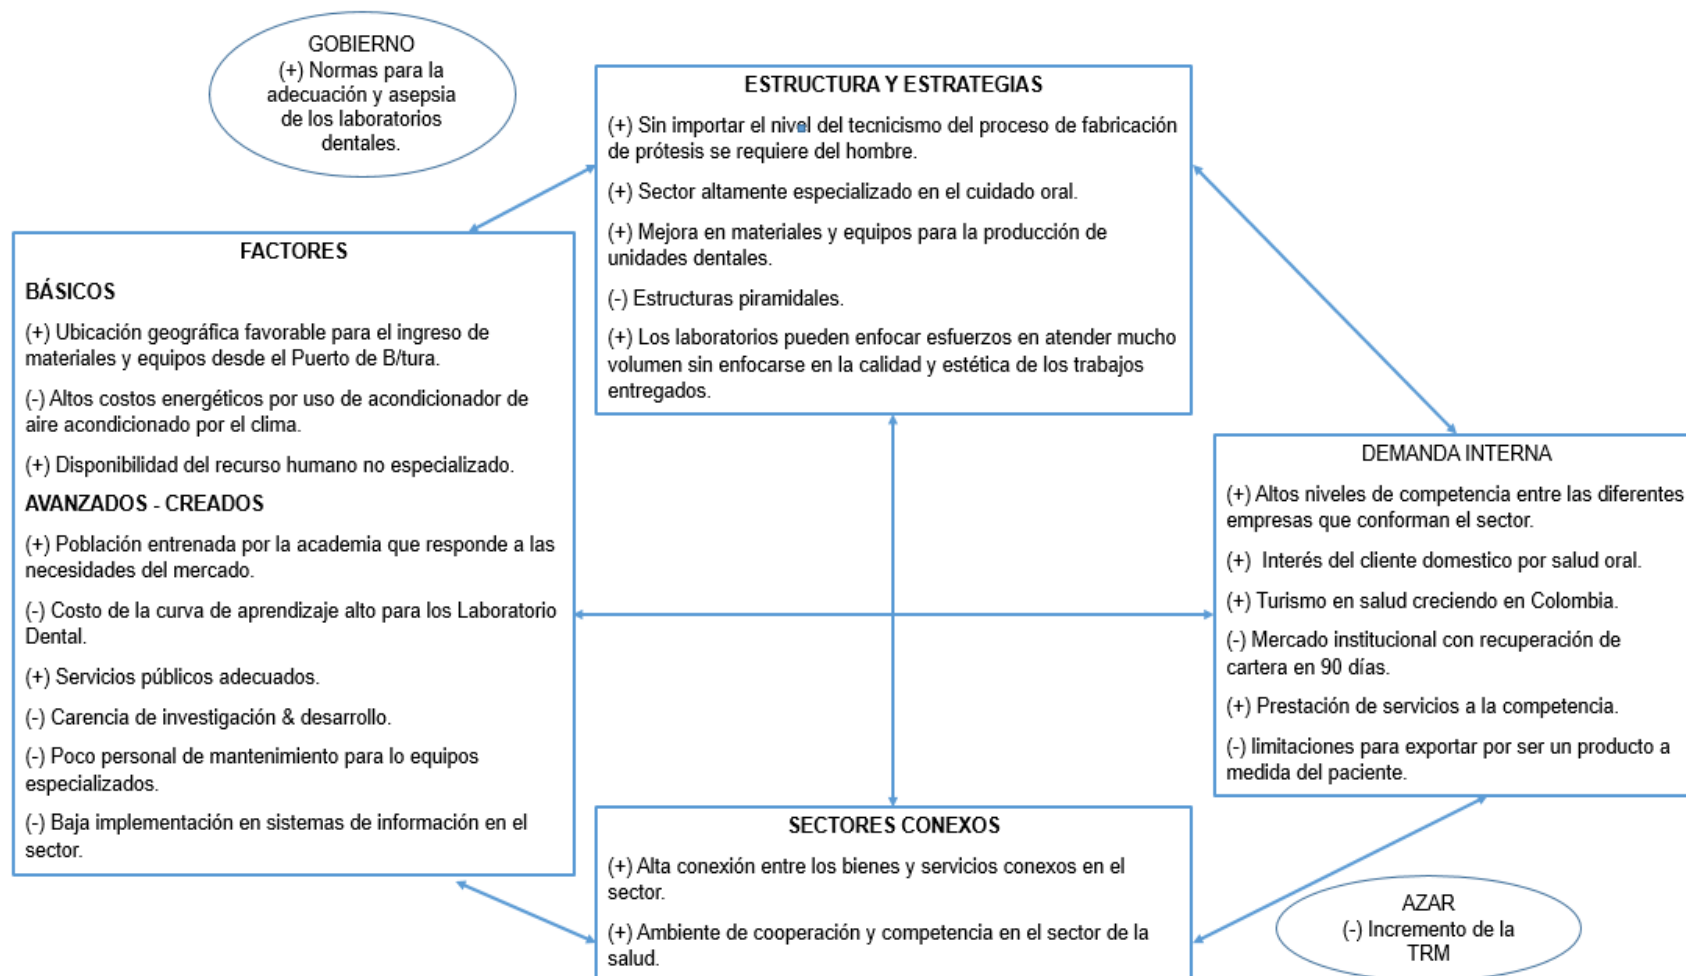 GOBIERNO
(+) Normas para la
adecuación y asepsia
de los laboratorios
dentales.
ESTRUCTURA Y ESTRATEGIAS
(+) Sin importar el nivel del tecnicismo del proceso de fabricación
de prótesis se requiere del hombre.
(+) Sector altamente especializado en el cuidado oral.
(+) Mejora en materiales y equipos para la producción de
unidades dentales.
(-) Estructuras piramidales.
(+) Los laboratorios pueden enfocar esfuerzos en atender mucho
volumen sin enfocarse en la calidad y estética de los trabajos
entregados.
FACTORES
BÁSICOS
(+) Ubicación geográfica favorable para el ingreso de
materiales y equipos desde el Puerto de B/tura.
(-) Altos costos energéticos por uso de acondicionador de
aire acondicionado por el clima.
(+) Disponibilidad del recurso humano no especializado.
AVANZADOS - CREADOS
(+) Población entrenada por la academia que responde a las
necesidades del mercado.
(-) Costo de la curva de aprendizaje alto para los Laboratorio
Dental.
(+) Servicios públicos adecuados.
(-) Carencia de investigación & desarrollo.
(-) Poco personal de mantenimiento para lo equipos
especializados.
(-) Baja implementación en sistemas de información en el
sector.
DEMANDA INTERNA
(+) Altos niveles de competencia entre las diferentes
empresas que conforman el sector.
(+) Interés del cliente domestico por salud oral.
(+) Turismo en salud creciendo en Colombia.
(-) Mercado institucional con recuperación de
cartera en 90 días.
(+) Prestación de servicios a la competencia.
(-) limitaciones para exportar por ser un producto a
medida del paciente.
SECTORES CONEXOS
(+) Alta conexión entre los bienes y servicios conexos en el
sector.
(+) Ambiente de cooperación y competencia en el sector de la
salud.
AZAR
(-) Incremento de la
TRM